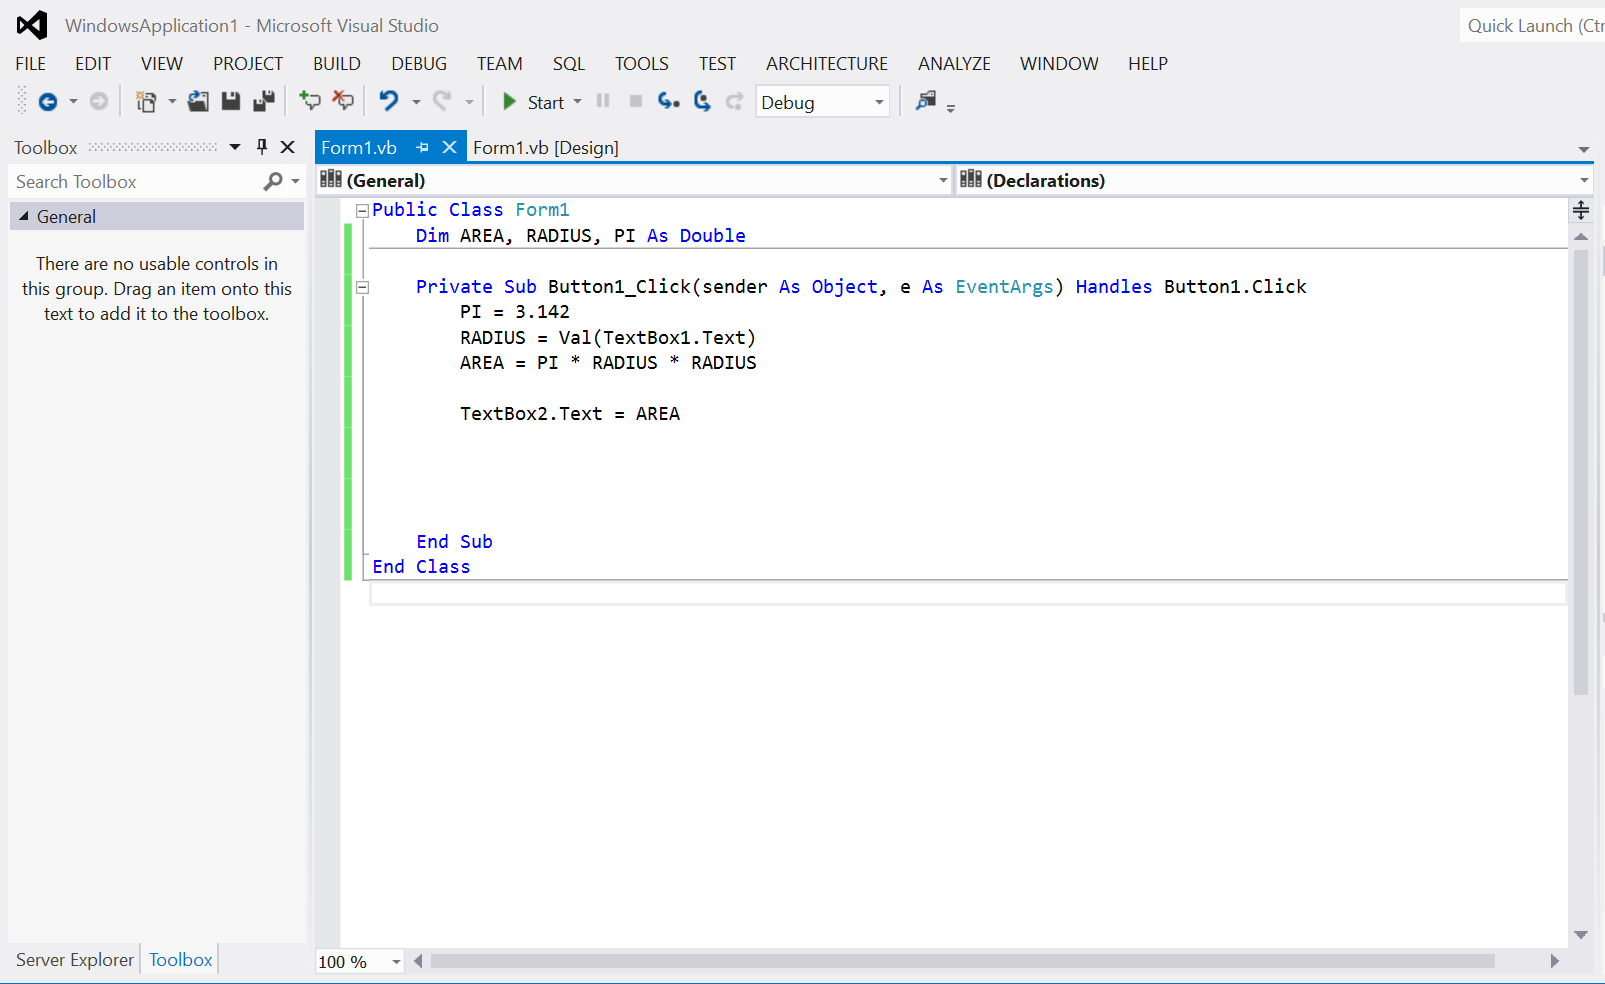 WindowsApplication1 - Microsoft Visual Studio
Quick Launch (Ctr
FILE EDIT VIEW PROJECT BUILD DEBUG TEAM SQL TOOLS TEST ARCHITECTURE ANALYZE WINDOW HELP
Start Debug
Toolbox
Form1.vb Form1.vb [Design]
Search Toolbox
(General) (Declarations)
General
There are no usable controls in
this group. Drag an item onto this
text to add it to the toolbox.
Public Class Form1
Dim AREA, RADIUS, PI As Double
Private Sub Button1_Click(sender As Object, e As EventArgs) Handles Button1.Click
PI = 3.142
RADIUS = Val(TextBox1.Text)
AREA = PI * RADIUS * RADIUS
TextBox2.Text = AREA
End Sub
End Class
Server Explorer Toolbox
100 %